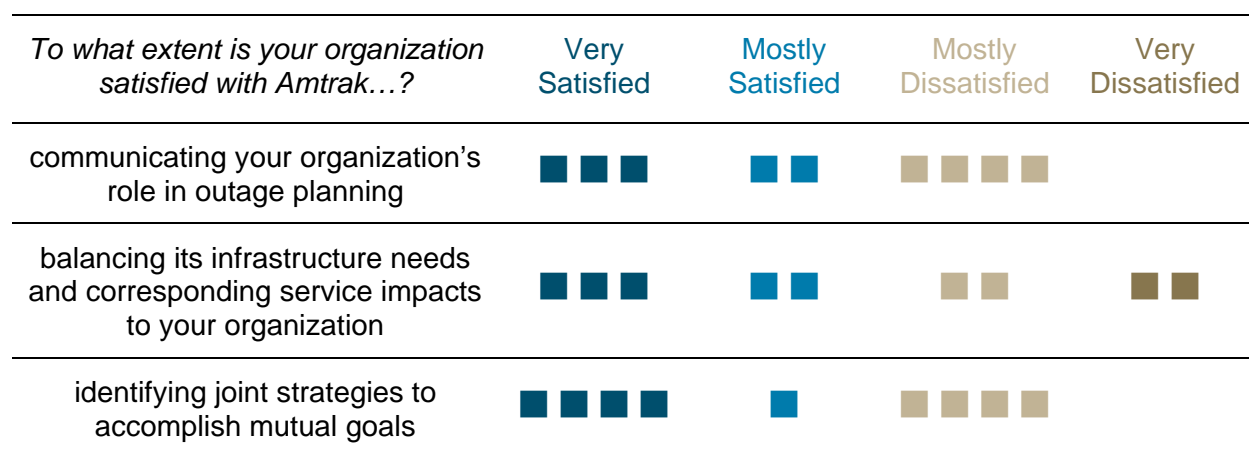 To what extent is your organization satisfied with Amtrak…?
Very Satisfied
Mostly Satisfied
Mostly Dissatisfied
Very Dissatisfied
communicating your organization's
role in outage planning
balancing its infrastructure needs
and corresponding service impacts
to your organization
identifying joint strategies to
accomplish mutual goals